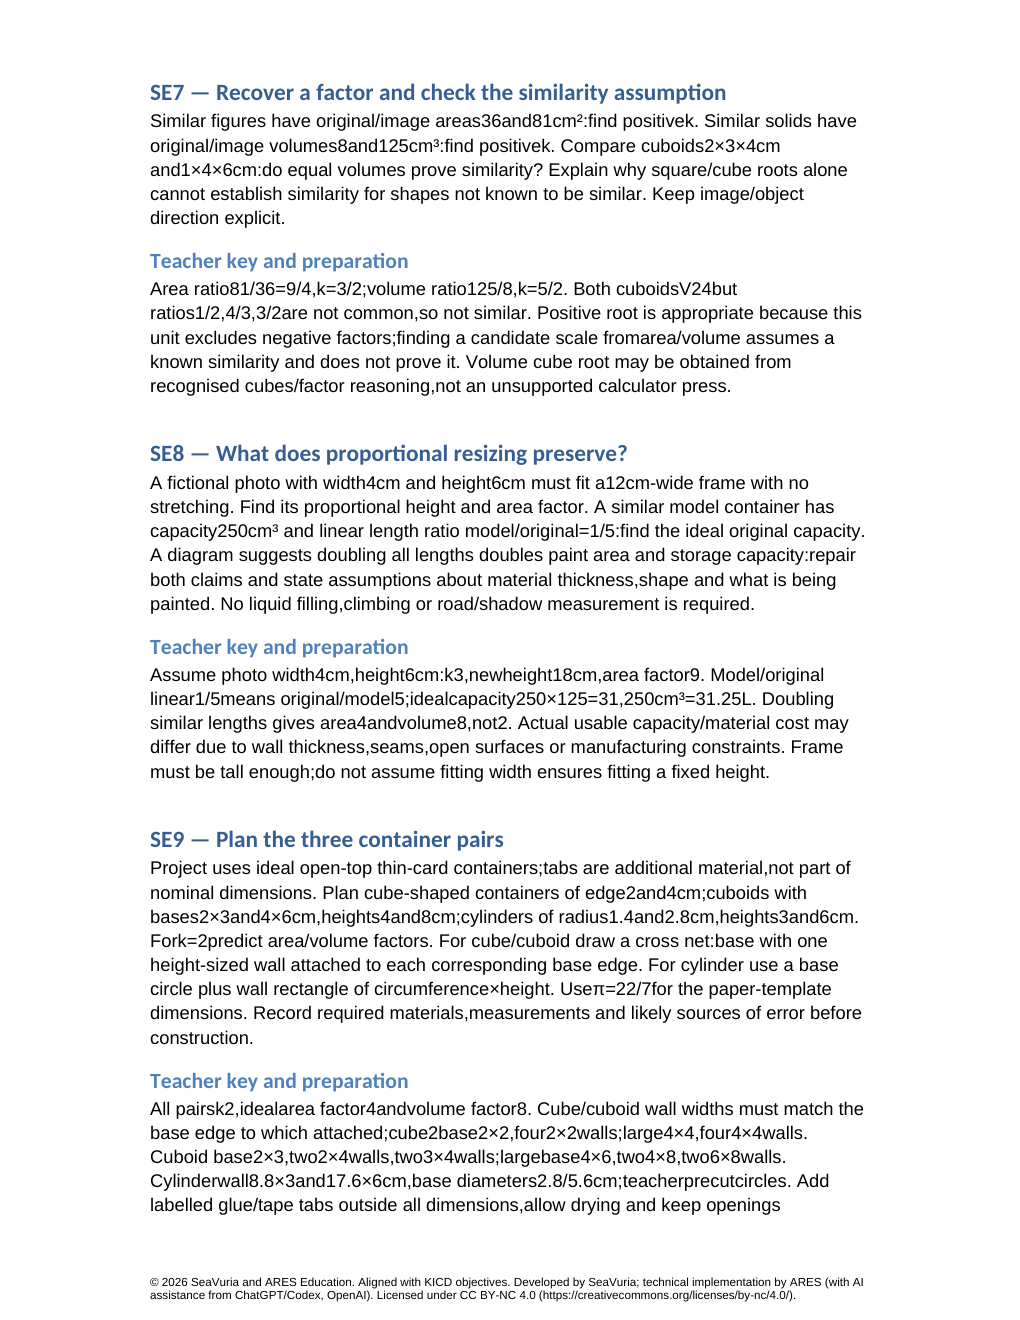 SE7 — Recover a factor and check the similarity assumption
Similar figures have original/image areas36and81cm²:find positivek. Similar solids have
original/image volumes8and125cm³:find positivek. Compare cuboids2×3×4cm
and1×4×6cm:do equal volumes prove similarity? Explain why square/cube roots alone
cannot establish similarity for shapes not known to be similar. Keep image/object
direction explicit.
Teacher key and preparation
Area ratio81/36=9/4,k=3/2;volume ratio125/8,k=5/2. Both cuboidsV24but
ratios1/2,4/3,3/2are not common,so not similar. Positive root is appropriate because this
unit excludes negative factors;finding a candidate scale fromarea/volume assumes a
known similarity and does not prove it. Volume cube root may be obtained from
recognised cubes/factor reasoning,not an unsupported calculator press.
SE8 — What does proportional resizing preserve?
A fictional photo with width4cm and height6cm must fit a12cm-wide frame with no
stretching. Find its proportional height and area factor. A similar model container has
capacity250cm³ and linear length ratio model/original=1/5:find the ideal original capacity.
A diagram suggests doubling all lengths doubles paint area and storage capacity:repair
both claims and state assumptions about material thickness,shape and what is being
painted. No liquid filling,climbing or road/shadow measurement is required.
Teacher key and preparation
Assume photo width4cm,height6cm:k3,newheight18cm,area factor9. Model/original
linear1/5means original/model5;idealcapacity250×125=31,250cm³=31.25L. Doubling
similar lengths gives area4andvolume8,not2. Actual usable capacity/material cost may
differ due to wall thickness,seams,open surfaces or manufacturing constraints. Frame
must be tall enough;do not assume fitting width ensures fitting a fixed height.
SE9 — Plan the three container pairs
Project uses ideal open-top thin-card containers;tabs are additional material,not part of
nominal dimensions. Plan cube-shaped containers of edge2and4cm;cuboids with
bases2×3and4×6cm,heights4and8cm;cylinders of radius1.4and2.8cm,heights3and6cm.
Fork=2predict area/volume factors. For cube/cuboid draw a cross net:base with one
height-sized wall attached to each corresponding base edge. For cylinder use a base
circle plus wall rectangle of circumference×height. Useπ=22/7for the paper-template
dimensions. Record required materials,measurements and likely sources of error before
construction.
Teacher key and preparation
All pairsk2,idealarea factor4andvolume factor8. Cube/cuboid wall widths must match the
base edge to which attached;cube2base2×2,four2×2walls;large4×4,four4×4walls.
Cuboid base2×3,two2×4walls,two3×4walls;largebase4×6,two4×8,two6×8walls.
Cylinderwall8.8×3and17.6×6cm,base diameters2.8/5.6cm;teacherprecutcircles. Add
labelled glue/tape tabs outside all dimensions,allow drying and keep openings
© 2026 SeaVuria and ARES Education. Aligned with KICD objectives. Developed by SeaVuria; technical implementation by ARES (with AI
assistance from ChatGPT/Codex, OpenAI). Licensed under CC BY-NC 4.0 (https://creativecommons.org/licenses/by-nc/4.0/).